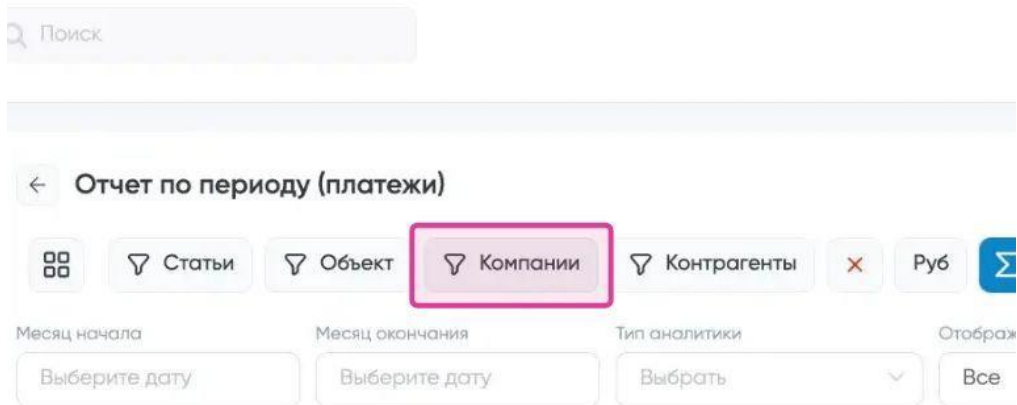 Поиск
Отчет по периоду (платежи)
Статьи Объект Компании Контрагенты Руб
Месяц начала Месяц окончания Тип аналитики Отображ
Выберите дату Выберите дату Выбрать Все